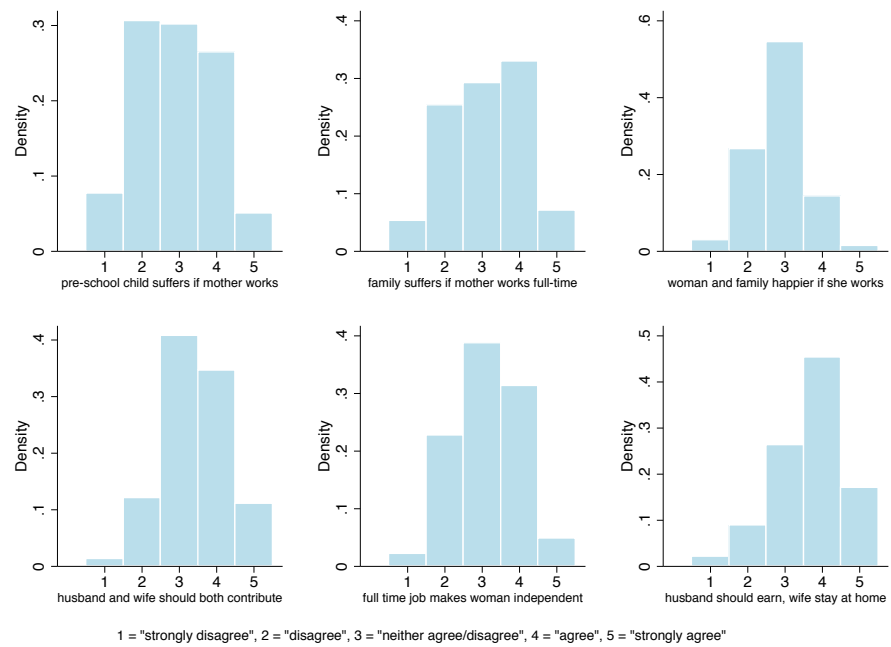 Density
0 .1 .2 .3
1 2 3 4 5
pre-school child suffers if mother works
Density
0 .1 .2 .3 .4
1 2 3 4 5
family suffers if mother works full-time
Density
0 .2 .4 .6
1 2 3 4 5
woman and family happier if she works
Density
0 .1 .2 .3 .4
1 2 3 4 5
husband and wife should both contribute
Density
0 .1 .2 .3 .4
1 2 3 4 5
full time job makes woman independent
Density
0 .1 .2 .3 .4 .5
1 2 3 4 5
husband should earn, wife stay at home
1 = "strongly disagree", 2 = "disagree", 3 = "neither agree/disagree", 4 = "agree", 5 = "strongly agree"